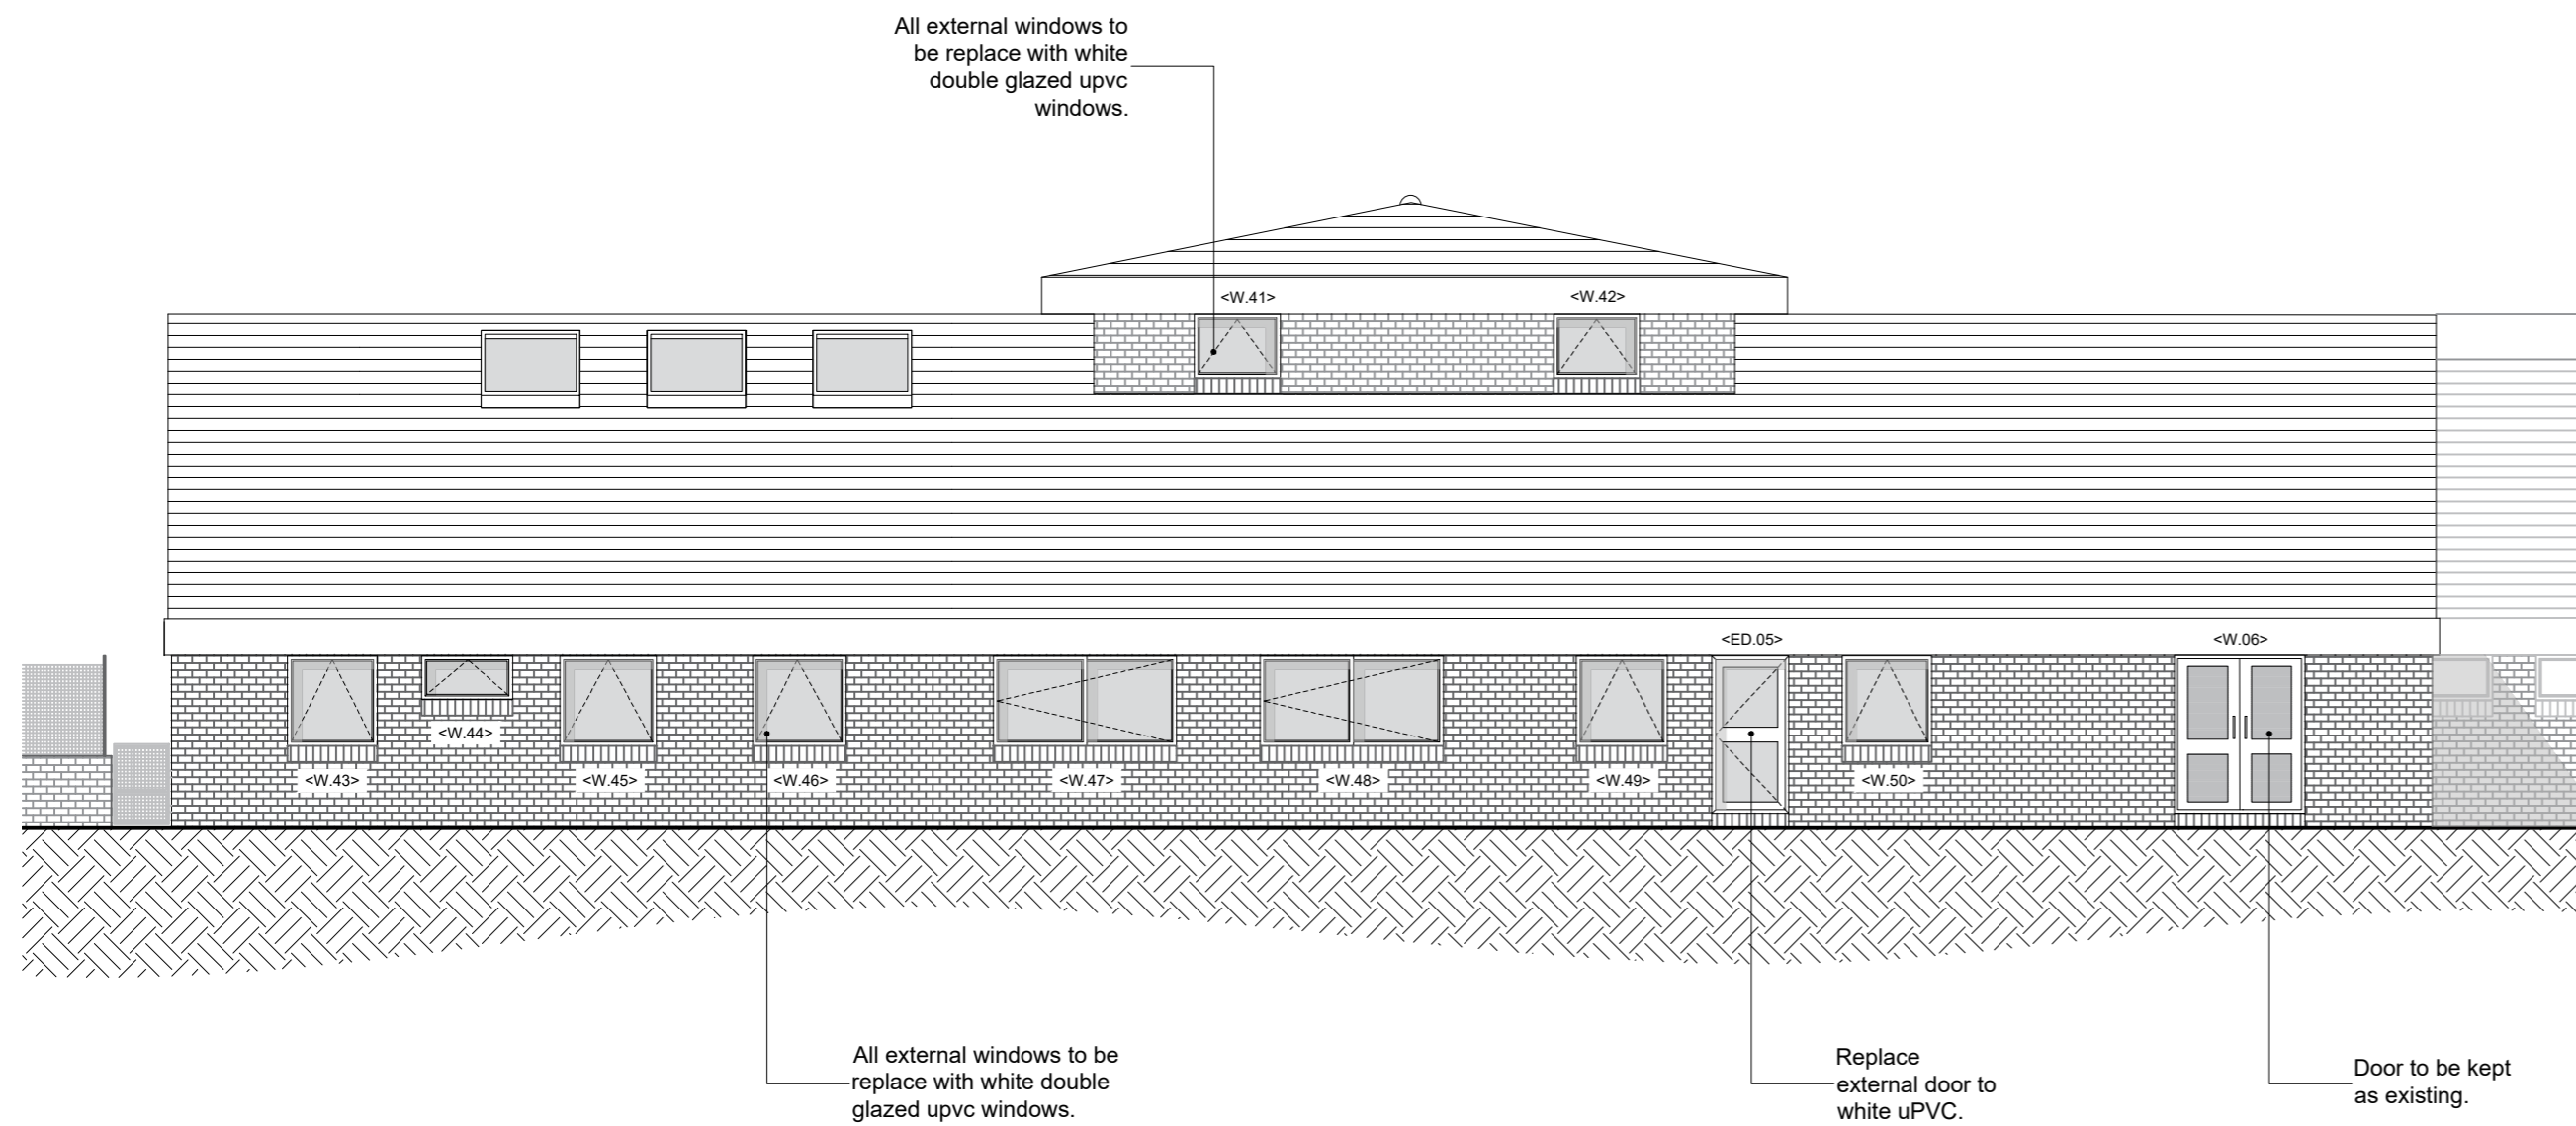 All external windows to
be replace with white
double glazed upvc
windows.
<W.41>
<W.42>
<ED.05>
<W.06>
<W.44>
<W.43>
<W.45>
<W.46>
<W.47>
<W.48>
<W.49>
<W.50>
All external windows to be
replace with white double
glazed upvc windows.
Replace
external door to
white uPVC.
Door to be kept
as existing.